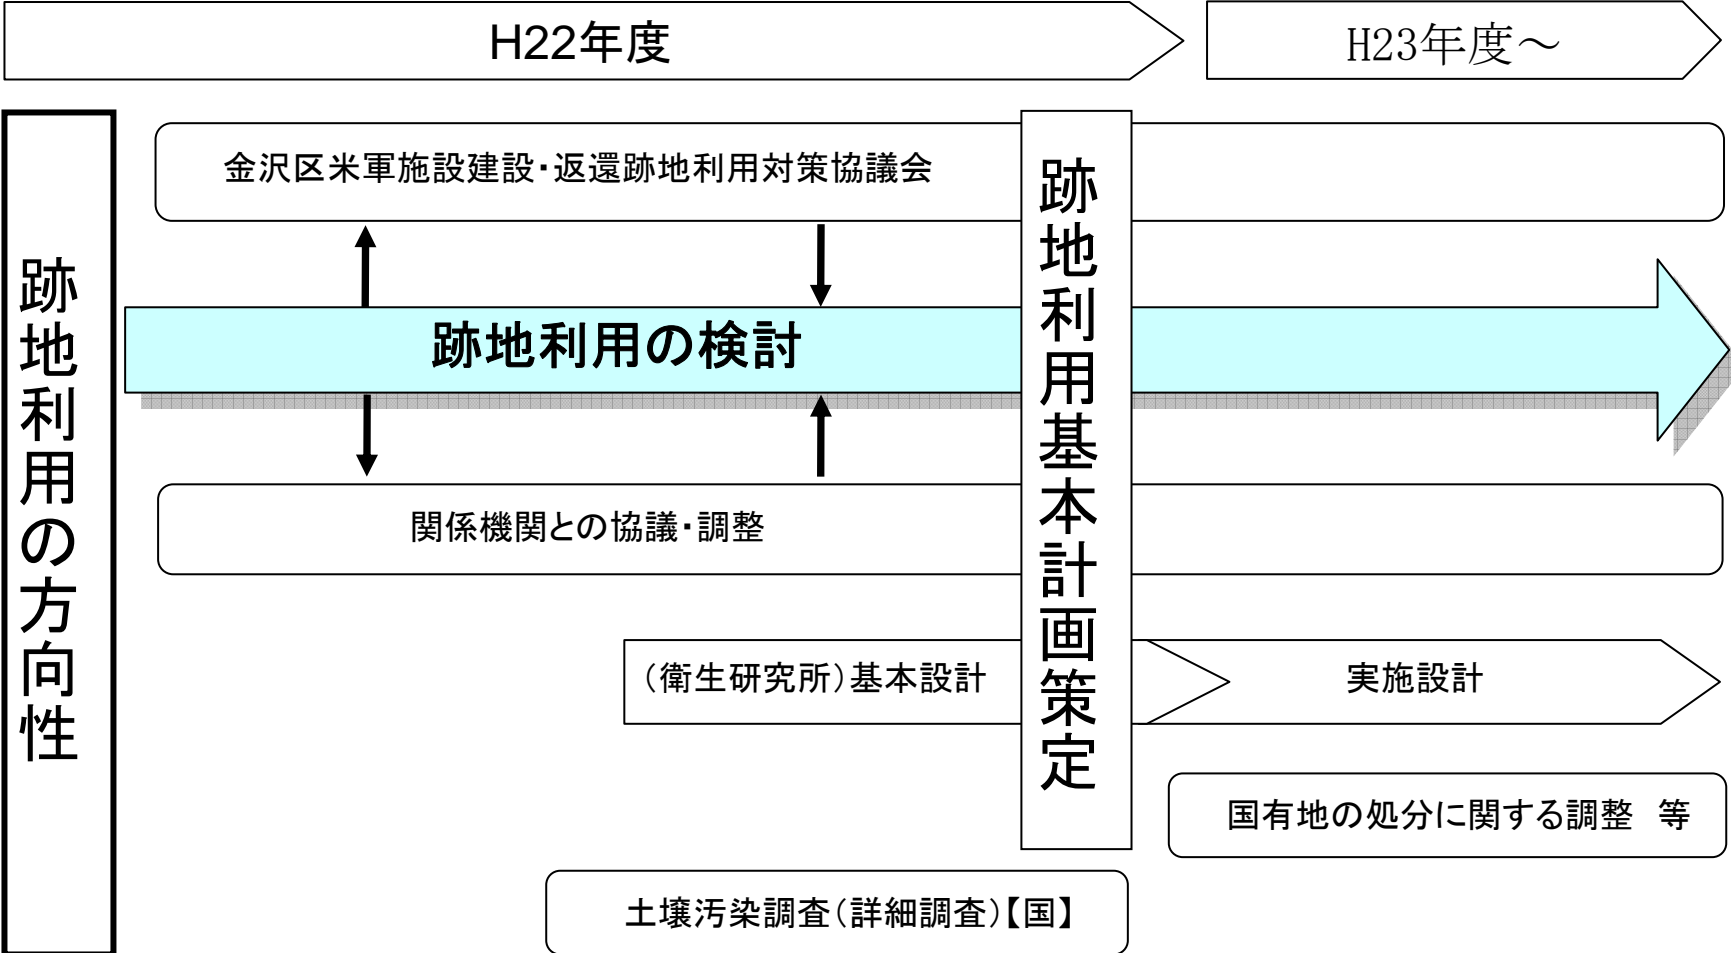 H22年度
H23年度～
跡地利用の方向性
金沢区米軍施設建設・返還跡地利用対策協議会
跡地利用基本計画策定
跡地利用の検討
関係機関との協議・調整
（衛生研究所）基本設計
実施設計
国有地の処分に関する調整　等
土壌汚染調査（詳細調査）【国】